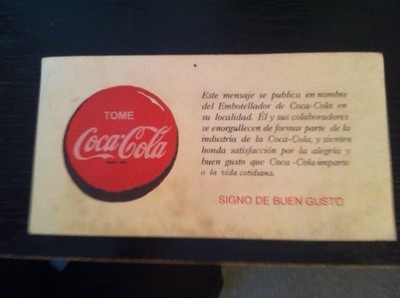 TOME
Coca-Cola
Este mensaje se publica en nombre
del Embotellador de Coca-Cola en
su localidad. Él y sus colaboradores
se enorgullecen de formar parte de la
industria de la Coca-Cola, y sienten
honda satisfacción por la alegría y
buen gusto que Coca-Cola imparte
a la vida cotidiana.
SIGNO DE BUEN GUSTO